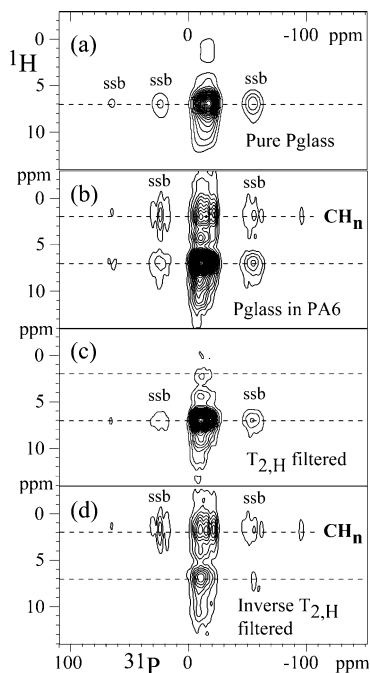 0 -100 ppm
¹H
0
5
10
(a)
ssb ssb ssb
Pure Pglass
ppm
0
5
10
(b)
ssb ssb
CHn
Pglass in PA6
ppm
0
5
10
(c)
ssb ssb
T2,H filtered
ppm
0
5
10
(d)
ssb ssb
CHn
Inverse T2,H
filtered
100 31P 0 -100 ppm